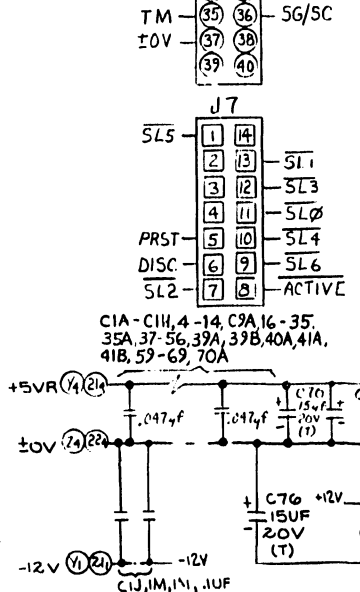 TM 35 36 SG/SC
±0V 37 38
39 40
J7
SL5 1 14
2 13 SL1
3 12 SL3
4 11 SLØ
PRST 5 10 SL4
DISC. 6 9 SL6
SL2 7 8 ACTIVE
C1A-C1H,4-14,C9A,16-35,
35A,37-56,39A,39B,40A,41A,
41B,59-69,70A
+5VR Y4 21A
.047µf .047µf C70 15µf 20V (T)
±0V Z4 22A
+ C76 +12V
15UF
- 20V
(T)
-12V Y1 21 -12V
C1J,1M,1N, .1UF